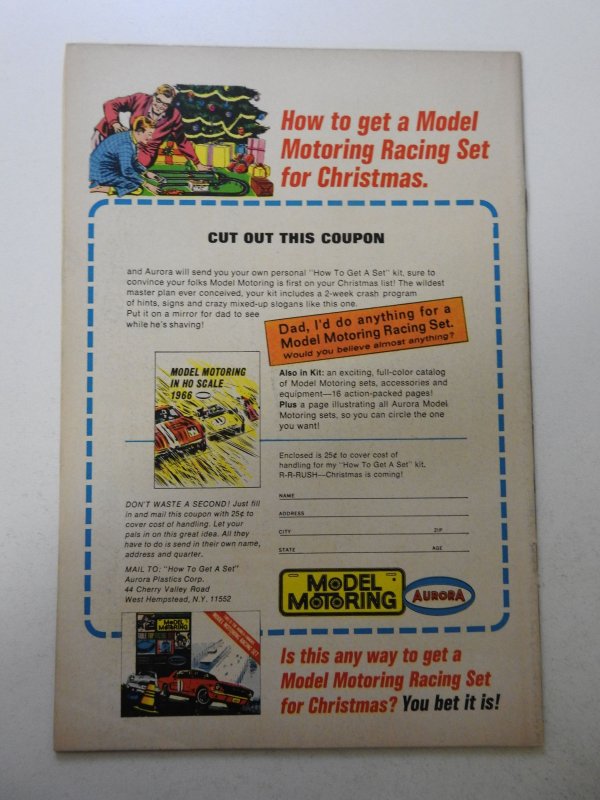 How to get a Model
Motoring Racing Set
for Christmas.
CUT OUT THIS COUPON
and Aurora will send you your own personal "How To Get A Set" kit, sure to
convince your folks Model Motoring is first on your Christmas list! The wildest
master plan ever conceived, your kit includes a 2-week crash program
of hints, signs and crazy mixed-up slogans like this one.
Put it on a mirror for dad to see
while he's shaving!
Dad, I'd do anything for a
Model Motoring Racing Set.
Would you believe almost anything?
MODEL MOTORING
IN HO SCALE
1966
Also in Kit: an exciting, full-color catalog
of Model Motoring sets, accessories and
equipment—16 action-packed pages!
Plus a page illustrating all Aurora Model
Motoring sets, so you can circle the one
you want!
Enclosed is 25¢ to cover cost of
handling for my "How To Get A Set" kit.
R-R-RUSH—Christmas is coming!
NAME
ADDRESS
CITY ZIP
STATE AGE
DON'T WASTE A SECOND! Just fill
in and mail this coupon with 25¢ to
cover cost of handling. Let your
pals in on this great idea. All they
have to do is send in their own name,
address and quarter.
MAIL TO: "How To Get A Set"
Aurora Plastics Corp.
44 Cherry Valley Road
West Hempstead, N.Y. 11552
MODEL
MOTORING
AURORA
MODEL
MOTORING
MODEL MOTORING RACING SET
Is this any way to get a
Model Motoring Racing Set
for Christmas? You bet it is!